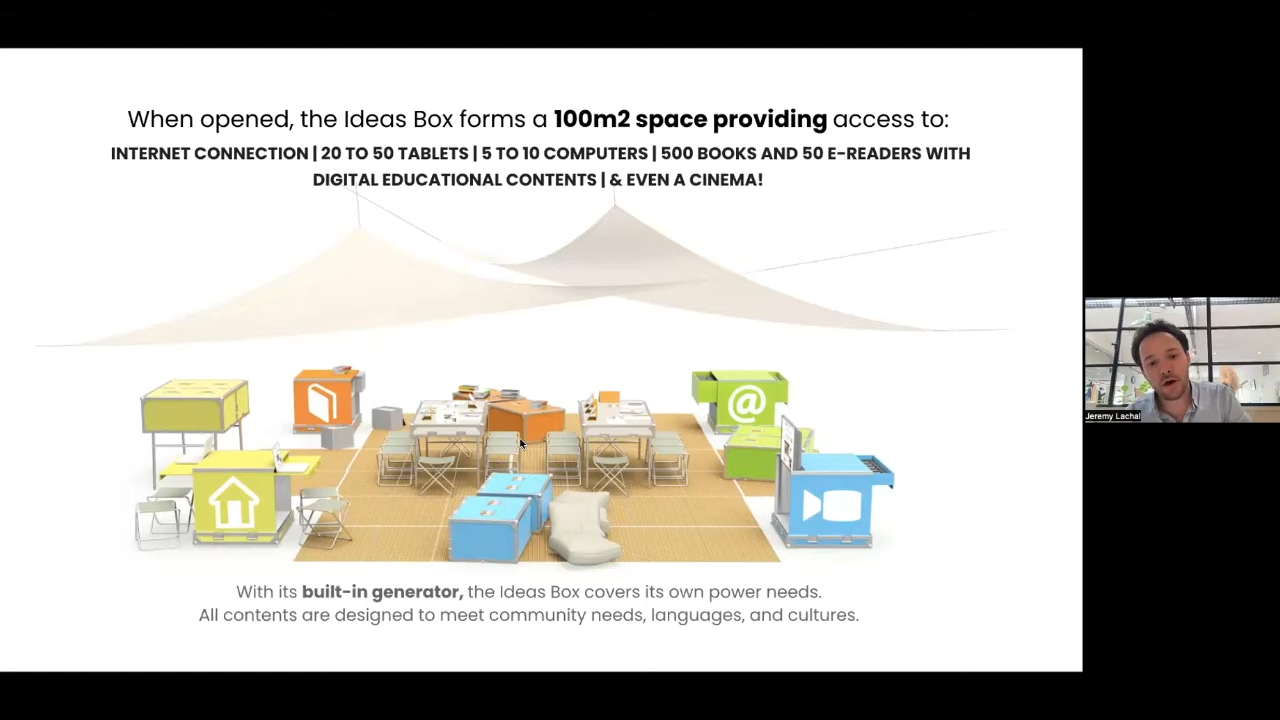 When opened, the Ideas Box forms a 100m2 space providing access to:
INTERNET CONNECTION | 20 TO 50 TABLETS | 5 TO 10 COMPUTERS | 500 BOOKS AND 50 E-READERS WITH
DIGITAL EDUCATIONAL CONTENTS | & EVEN A CINEMA!
@
With its built-in generator, the Ideas Box covers its own power needs.
All contents are designed to meet community needs, languages, and cultures.
Jeremy Lachal